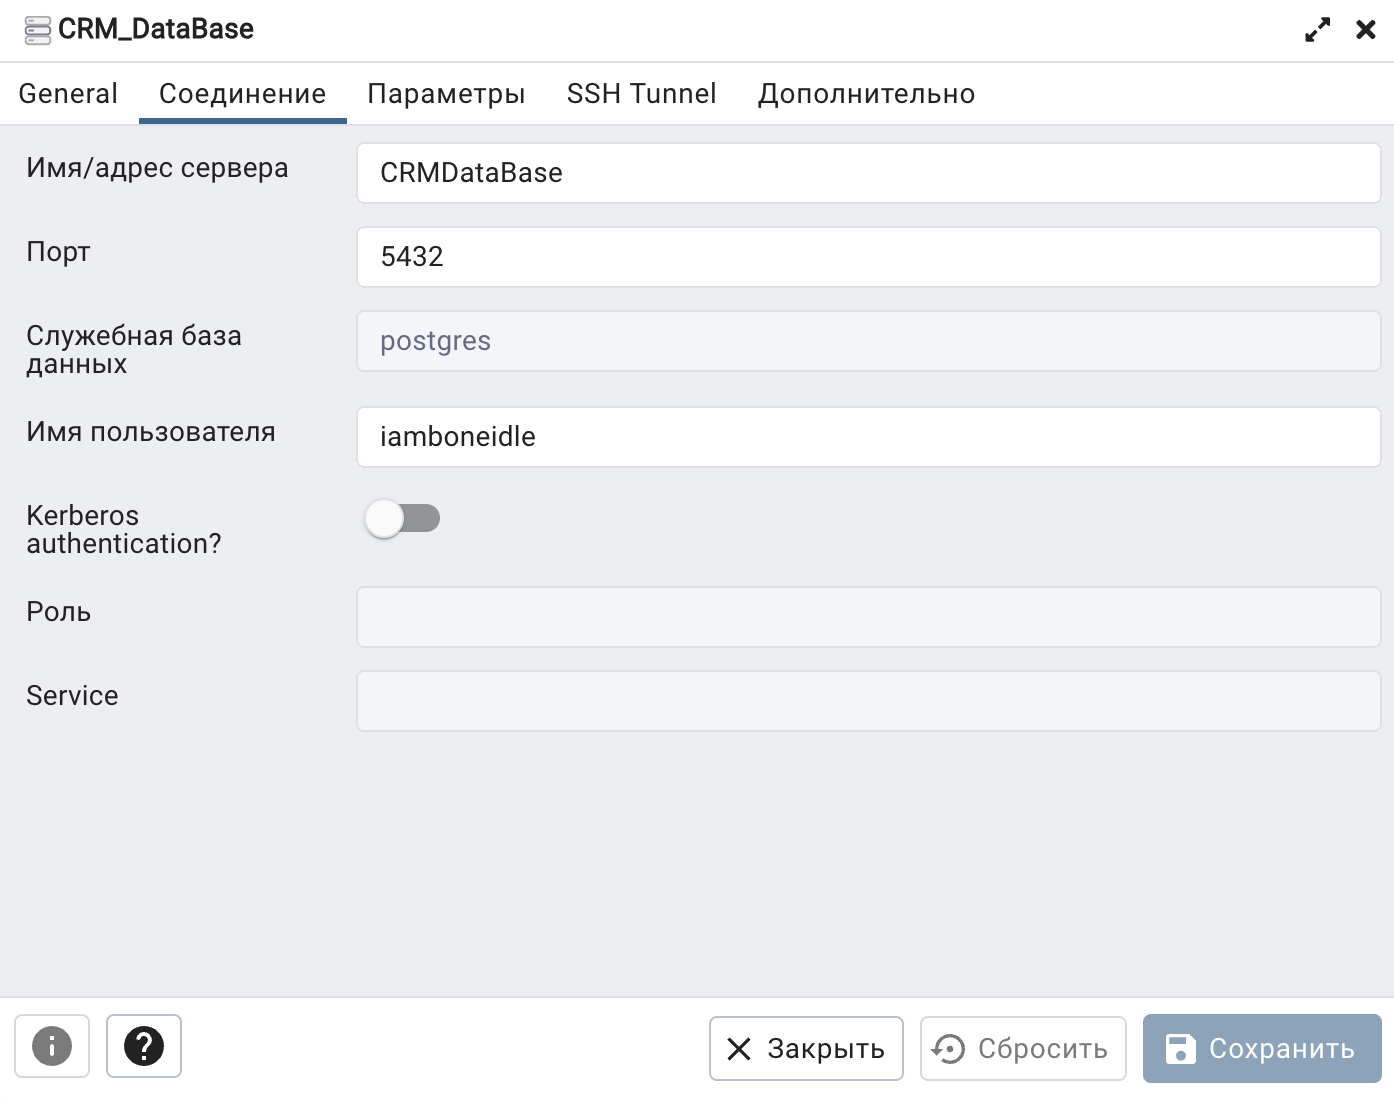 CRM_DataBase
General Соединение Параметры SSH Tunnel Дополнительно
Имя/адрес сервера CRMDataBase
Порт 5432
Служебная база данных postgres
Имя пользователя iamboneidle
Kerberos
authentication?
Роль
Service
Закрыть Сбросить Сохранить